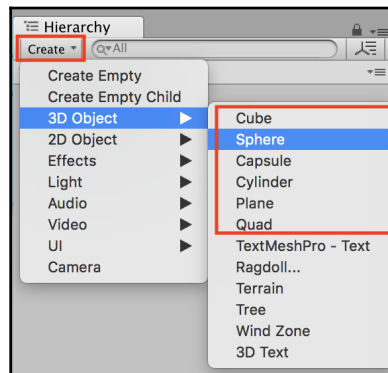 Hierarchy
Create
All
Create Empty
Create Empty Child
3D Object
2D Object
Effects
Light
Audio
Video
UI
Camera
Cube
Sphere
Capsule
Cylinder
Plane
Quad
TextMeshPro - Text
Ragdoll...
Terrain
Tree
Wind Zone
3D Text